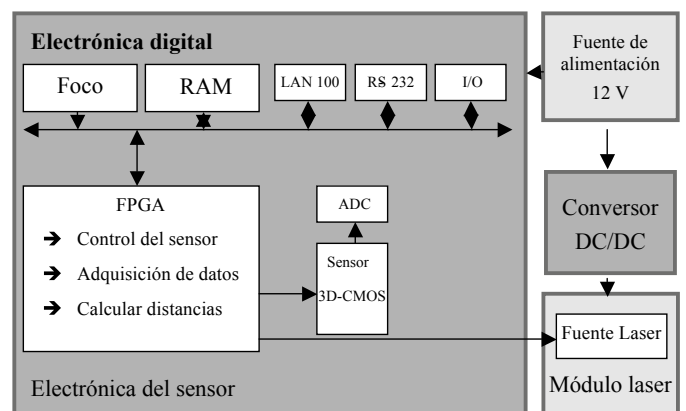 Electrónica digital
Foco
RAM
LAN 100
RS 232
I/O
Fuente de
alimentación
12 V
FPGA
➔ Control del sensor
➔ Adquisición de datos
➔ Calcular distancias
ADC
Sensor
3D-CMOS
Conversor
DC/DC
Fuente Laser
Módulo laser
Electrónica del sensor